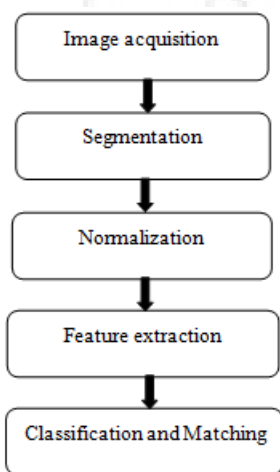 Image acquisition
Segmentation
Normalization
Feature extraction
Classification and Matching